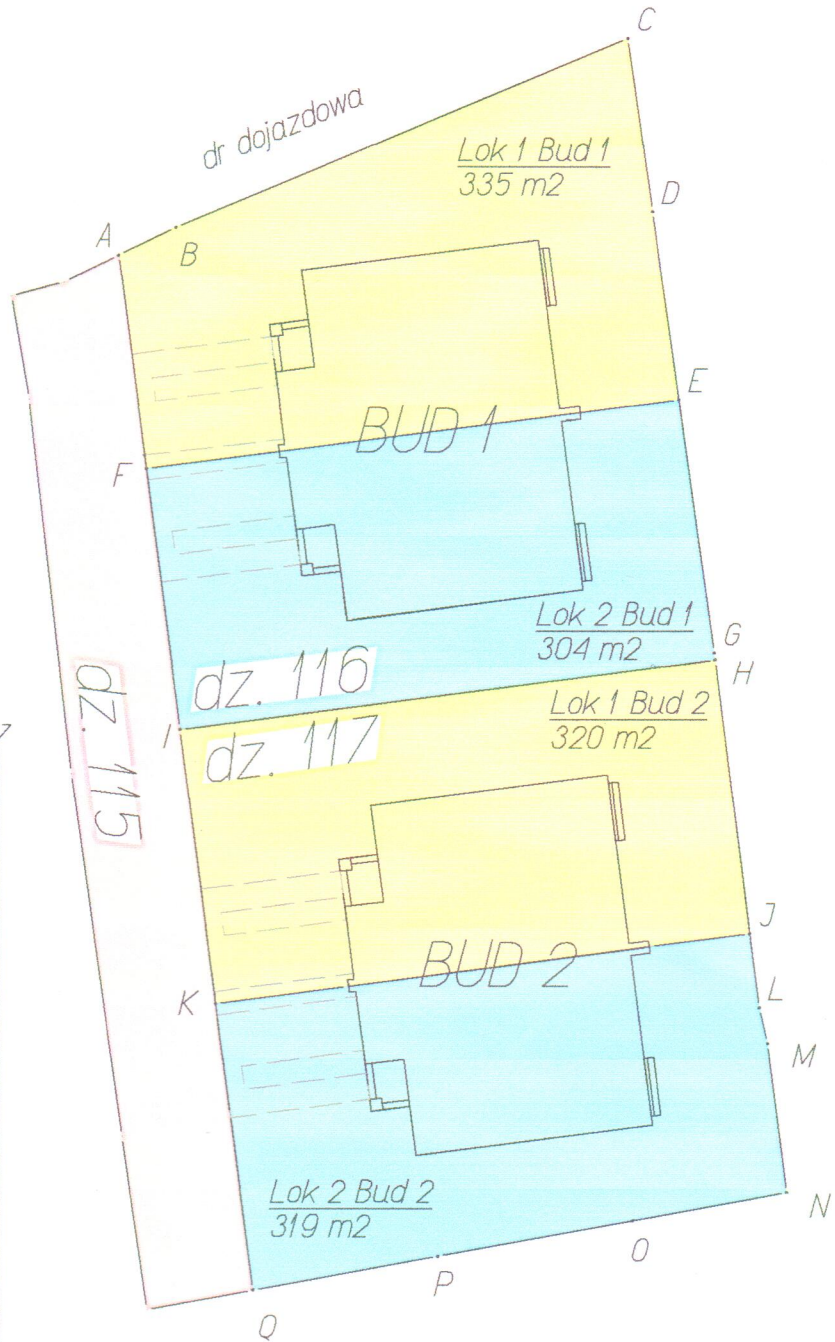 C
dr dojazdowa
Lok 1 Bud 1
335 m2
D
A
B
E
BUD 1
F
Lok 2 Bud 1
304 m2
G
H
dz. 116
I
dz. 117
Lok 1 Bud 2
320 m2
dz. 115
J
BUD 2
K
L
M
Lok 2 Bud 2
319 m2
N
O
P
Q